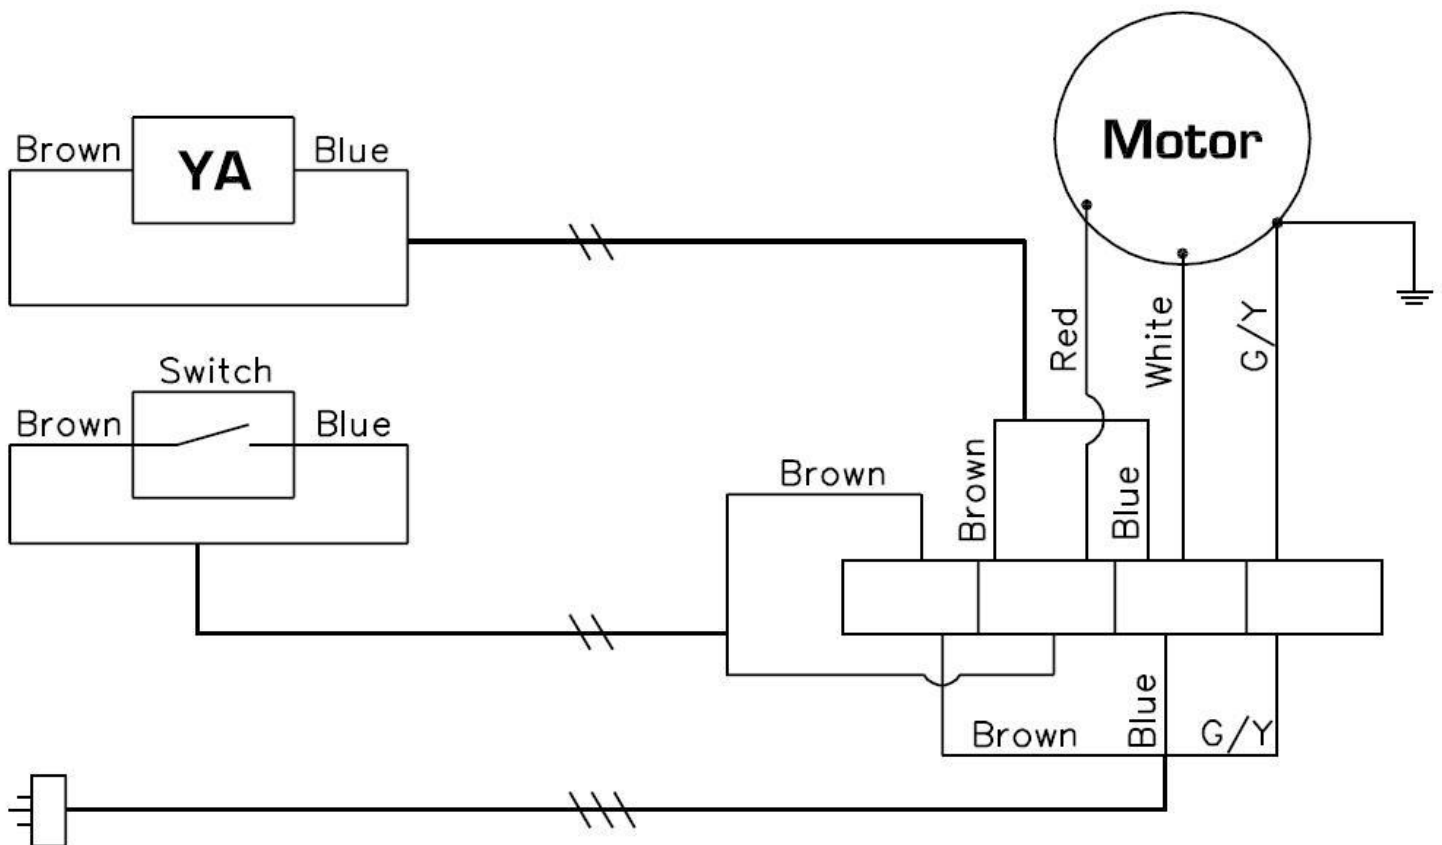 Motor
Brown
YA
Blue
Red
White
G/Y
Switch
Brown
Blue
Brown
Brown
Blue
Brown
Blue
G/Y